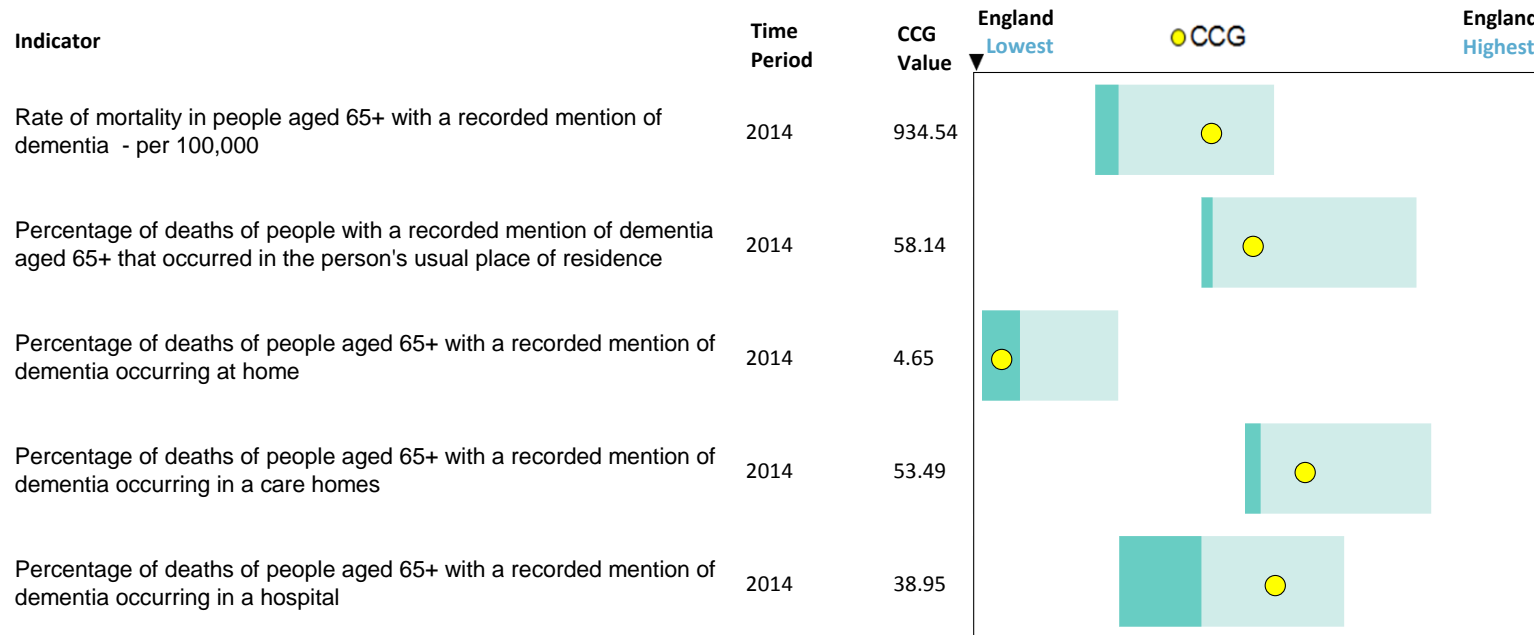 Indicator
Time Period
CCG Value
England Lowest
CCG
England Highest
Rate of mortality in people aged 65+ with a recorded mention of
dementia - per 100,000
2014
934.54
Percentage of deaths of people with a recorded mention of dementia
aged 65+ that occurred in the person's usual place of residence
2014
58.14
Percentage of deaths of people aged 65+ with a recorded mention of
dementia occurring at home
2014
4.65
Percentage of deaths of people aged 65+ with a recorded mention of
dementia occurring in a care homes
2014
53.49
Percentage of deaths of people aged 65+ with a recorded mention of
dementia occurring in a hospital
2014
38.95